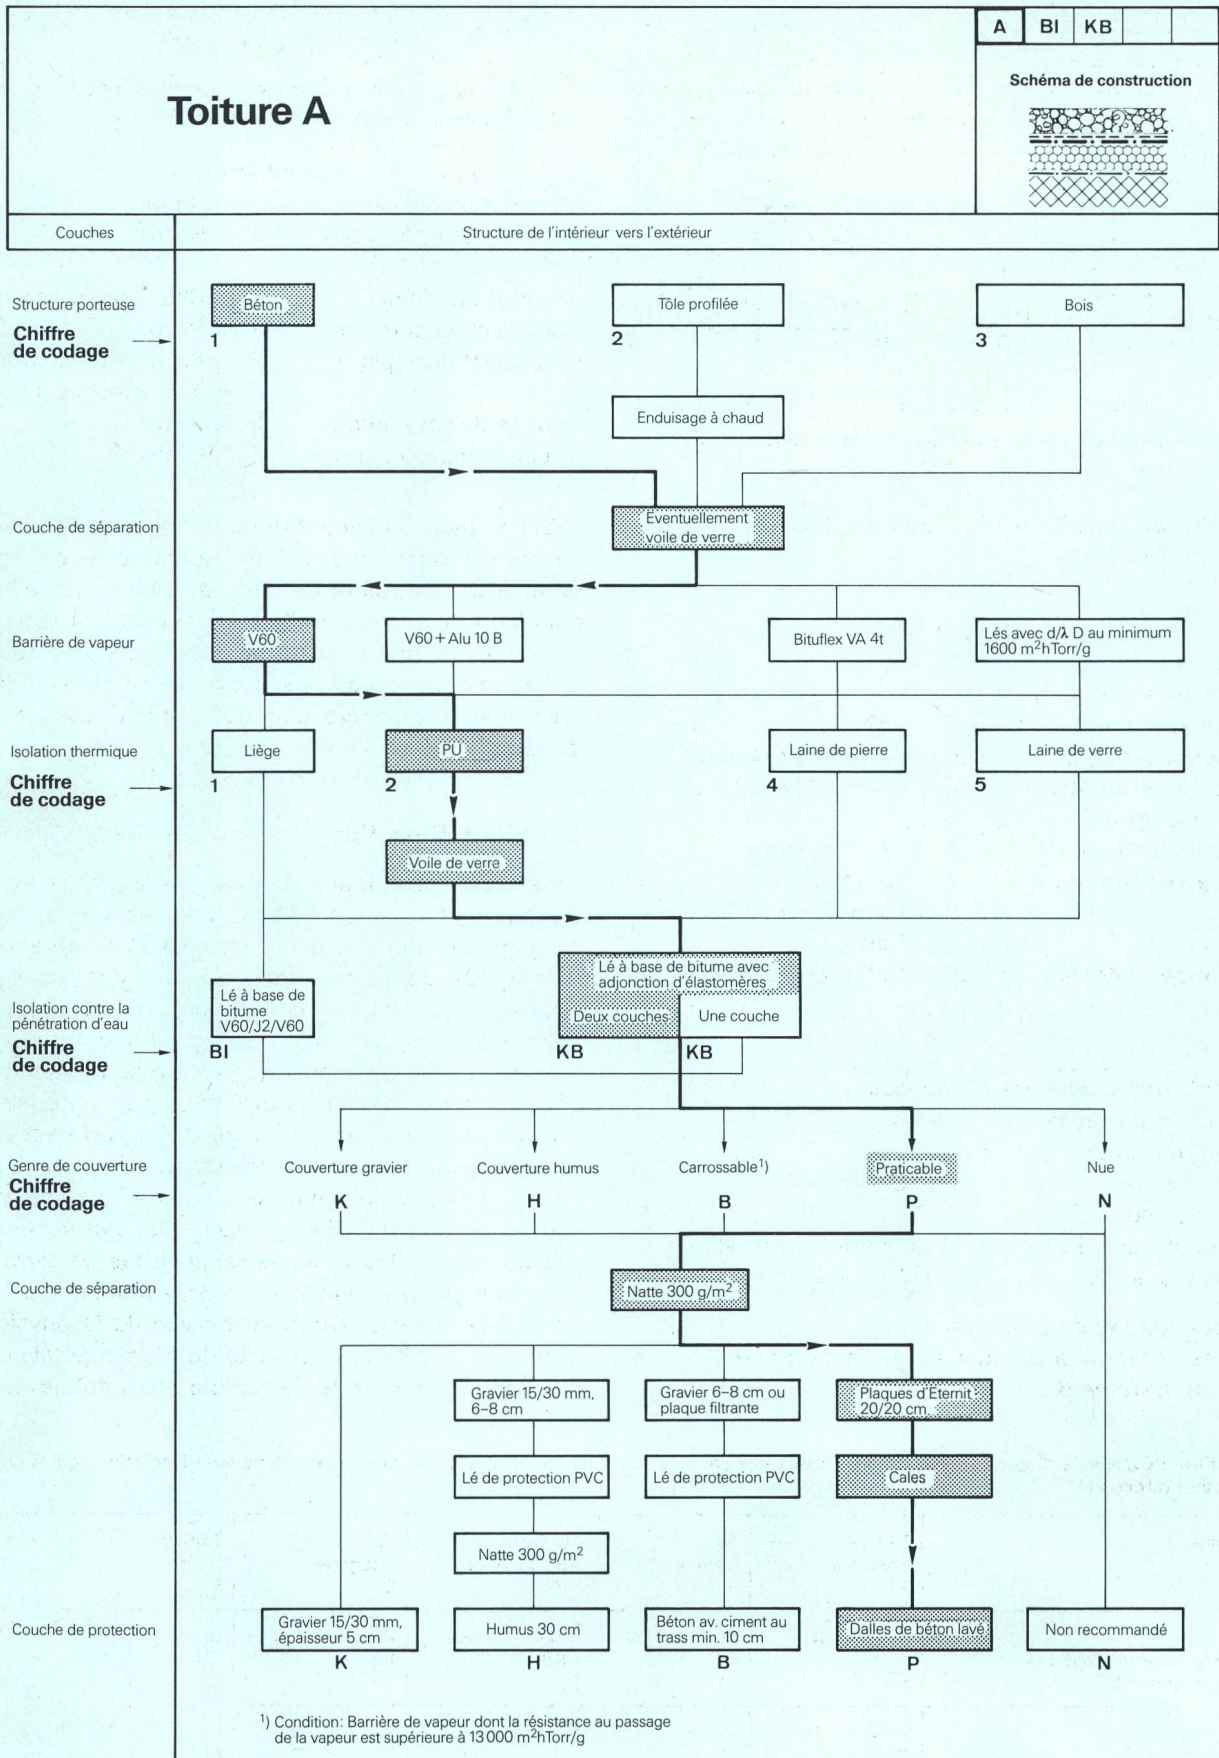 A BI KB
Toiture A
Schéma de construction
Couches
Structure de l'intérieur vers l'extérieur
Structure porteuse
Béton
Tôle profilée
Bois
Chiffre
de codage
1
2
3
Enduisage à chaud
Couche de séparation
Eventuellement
voile de verre
Barrière de vapeur
V60
V60 + Alu 10 B
Bituflex VA 4t
Lés avec d/λ D au minimum
1600 m²hTorr/g
Isolation thermique
Liège
PU
Laine de pierre
Laine de verre
Chiffre
de codage
1
2
4
5
Voile de verre
Isolation contre la
pénétration d'eau
Lé à base de
bitume
V60/J2/V60
Lé à base de bitume avec
adjonction d'élastomères
Deux couches
Une couche
Chiffre
de codage
BI
KB
KB
Genre de couverture
Couverture gravier
Couverture humus
Carrossable¹)
Praticable
Nue
Chiffre
de codage
K
H
B
P
N
Couche de séparation
Natte 300 g/m²
Gravier 15/30 mm,
6–8 cm
Gravier 6–8 cm ou
plaque filtrante
Plaques d'Eternit
20/20 cm.
Lé de protection PVC
Lé de protection PVC
Cales
Natte 300 g/m²
Couche de protection
Gravier 15/30 mm,
épaisseur 5 cm
Humus 30 cm
Béton av. ciment au
trass min. 10 cm
Dalles de béton lavé
Non recommandé
K
H
B
P
N
¹) Condition: Barrière de vapeur dont la résistance au passage
de la vapeur est supérieure à 13 000 m²hTorr/g